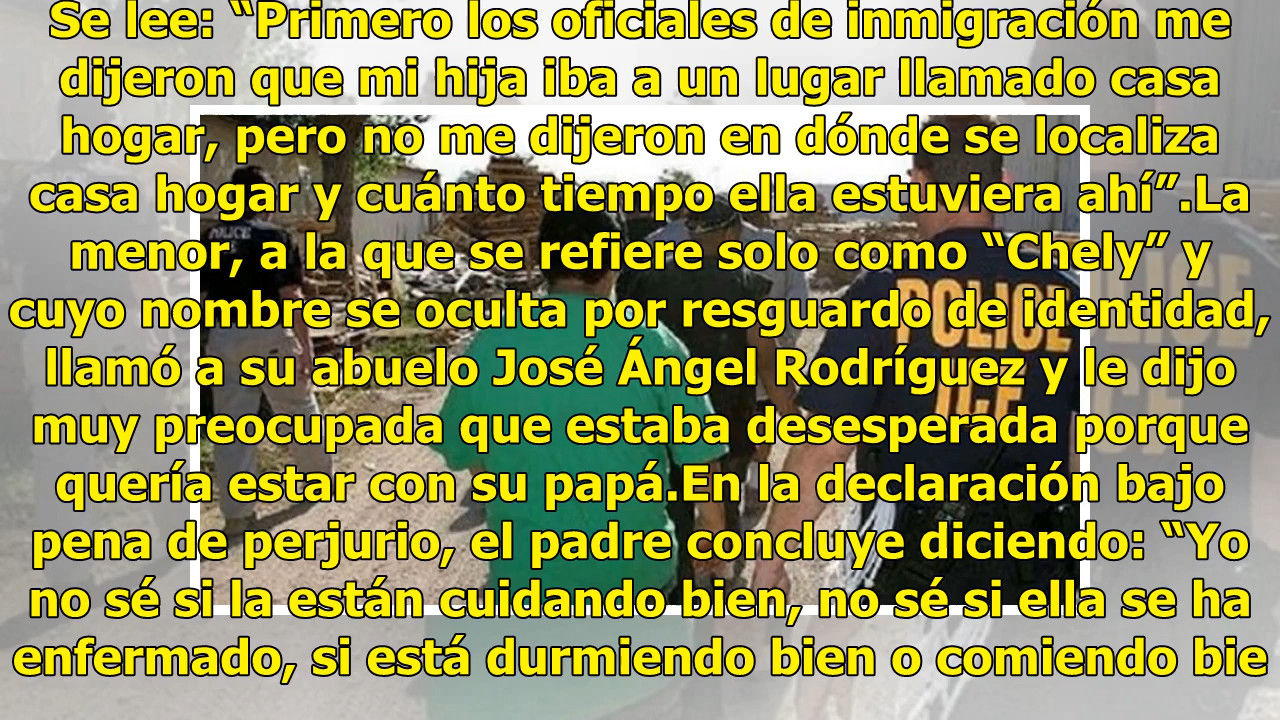 Se lee: “Primero los oficiales de inmigración me
dijeron que mi hija iba a un lugar llamado casa
hogar, pero no me dijeron en dónde se localiza
casa hogar y cuánto tiempo ella estuviera ahí”.La
menor, a la que se refiere solo como “Chely” y
cuyo nombre se oculta por resguardo de identidad,
llamó a su abuelo José Ángel Rodríguez y le dijo
muy preocupada que estaba desesperada porque
quería estar con su papá.En la declaración bajo
pena de perjurio, el padre concluye diciendo: “Yo
no sé si la están cuidando bien, no sé si ella se ha
enfermado, si está durmiendo bien o comiendo bie
POLICE
POLICE
ICE